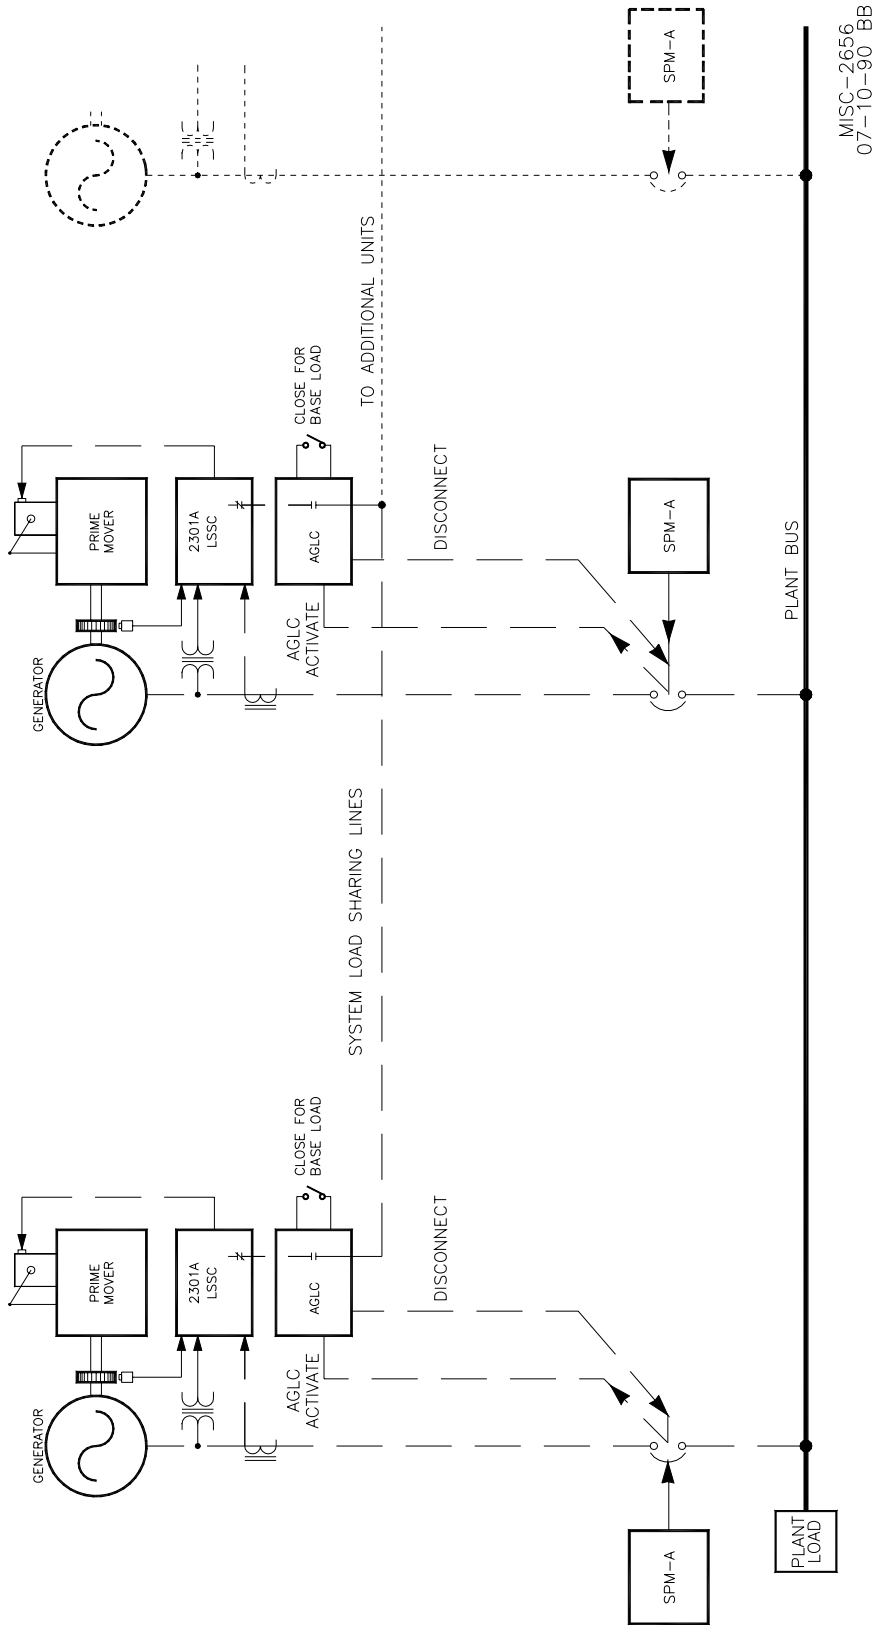 GENERATOR
PRIME
MOVER
2301A
LSSC
AGLC
AGLC
ACTIVATE
CLOSE FOR
BASE LOAD
DISCONNECT
SPM-A
PLANT
LOAD
SYSTEM LOAD SHARING LINES
GENERATOR
PRIME
MOVER
2301A
LSSC
AGLC
AGLC
ACTIVATE
CLOSE FOR
BASE LOAD
DISCONNECT
SPM-A
PLANT BUS
TO ADDITIONAL UNITS
SPM-A
MISC-2656
07-10-90 BB